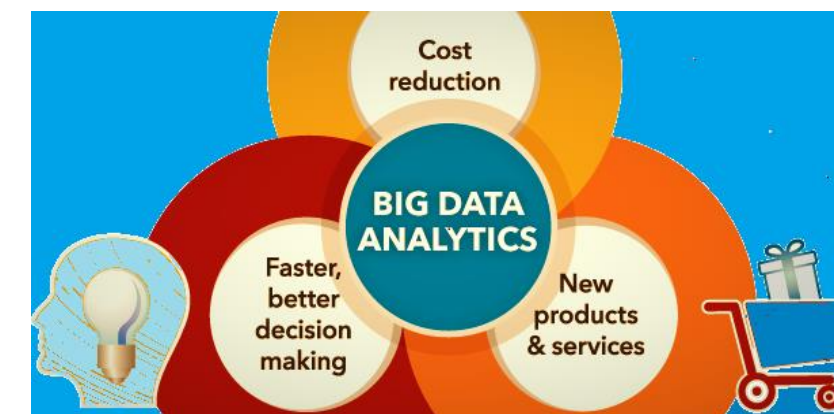 Cost
reduction
BIG DATA
ANALYTICS
Faster,
better
decision
making
New
products
& services